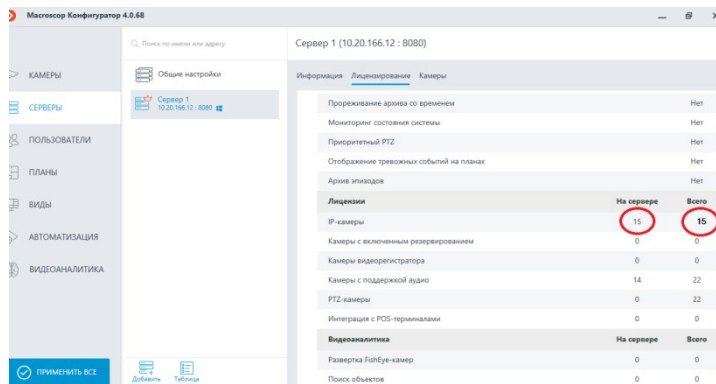 Macroscop Конфигуратор 4.0.68
Поиск по имени или адресу
Сервер 1 (10.20.166.12 : 8080)
КАМЕРЫ
СЕРВЕРЫ
ПОЛЬЗОВАТЕЛИ
ПЛАНЫ
ВИДЫ
АВТОМАТИЗАЦИЯ
ВИДЕОАНАЛИТИКА
ПРИМЕНИТЬ ВСЕ
Общие настройки
Сервер 1
10.20.166.12 : 8080
Добавить Таблица
Информация Лицензирование Камеры
Прореживание архива со временем Нет
Мониторинг состояния системы Нет
Приоритетный PTZ Нет
Отображение тревожных событий на планах Нет
Архив эпизодов Нет
Лицензии На сервере Всего
IP-камеры 15 15
Камеры с включенным резервированием 0 0
Камеры видеорегистратора 0 0
Камеры с поддержкой аудио 14 22
PTZ-камеры 0 22
Интеграция с POS-терминалами 0 0
Видеоаналитика На сервере Всего
Развертка FishEye-камер 0 0
Поиск объектов 0 0